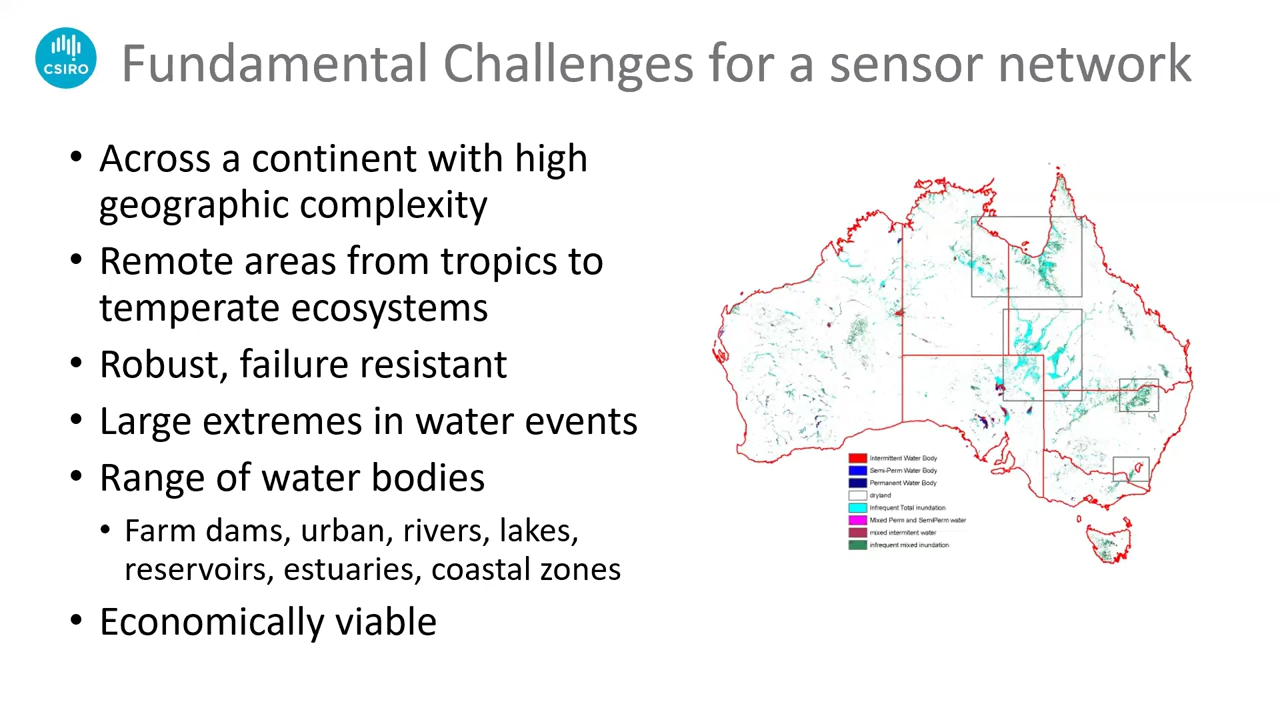 CSIRO
Fundamental Challenges for a sensor network
• Across a continent with high
geographic complexity
• Remote areas from tropics to
temperate ecosystems
• Robust, failure resistant
• Large extremes in water events
• Range of water bodies
• Farm dams, urban, rivers, lakes,
reservoirs, estuaries, coastal zones
• Economically viable
Intermittent Water Body
Semi-Perm Water Body
Permanent Water Body
dryland
Infrequent Total inundation
Mixed Perm and SemiPerm water
mixed intermitent water
infrequent mixed inundation